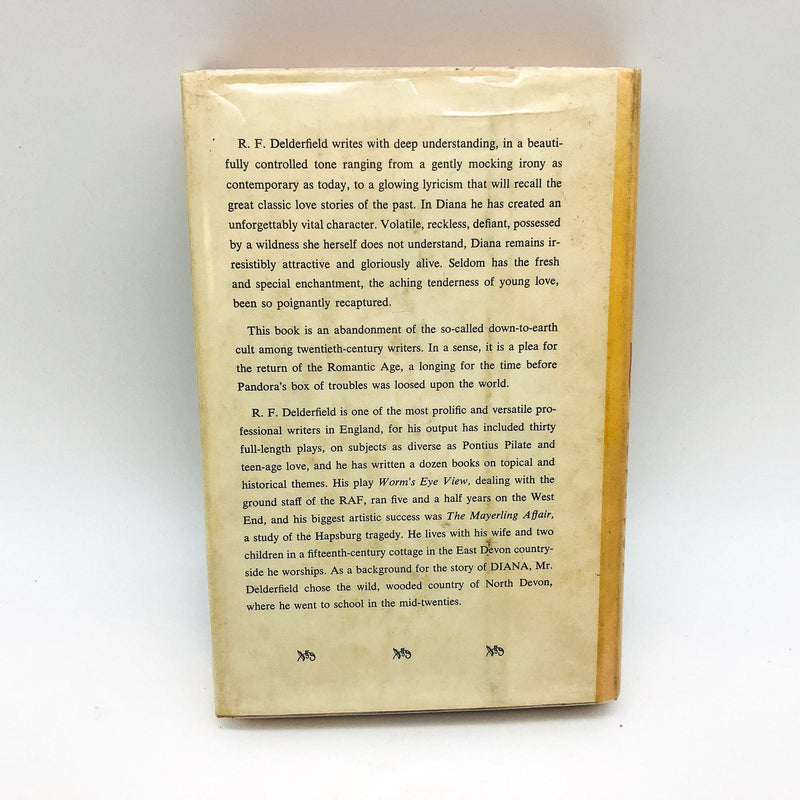 R. F. Delderfield writes with deep understanding, in a beauti-
fully controlled tone ranging from a gently mocking irony as
contemporary as today, to a glowing lyricism that will recall the
great classic love stories of the past. In Diana he has created an
unforgettably vital character. Volatile, reckless, defiant, possessed
by a wildness she herself does not understand, Diana remains ir-
resistibly attractive and gloriously alive. Seldom has the fresh
and special enchantment, the aching tenderness of young love,
been so poignantly recaptured.
This book is an abandonment of the so-called down-to-earth
cult among twentieth-century writers. In a sense, it is a plea for
the return of the Romantic Age, a longing for the time before
Pandora's box of troubles was loosed upon the world.
R. F. Delderfield is one of the most prolific and versatile pro-
fessional writers in England, for his output has included thirty
full-length plays, on subjects as diverse as Pontius Pilate and
teen-age love, and he has written a dozen books on topical and
historical themes. His play Worm's Eye View, dealing with the
ground staff of the RAF, ran five and a half years on the West
End, and his biggest artistic success was The Mayerling Affair,
a study of the Hapsburg tragedy. He lives with his wife and two
children in a fifteenth-century cottage in the East Devon country-
side he worships. As a background for the story of DIANA, Mr.
Delderfield chose the wild, wooded country of North Devon,
where he went to school in the mid-twenties.